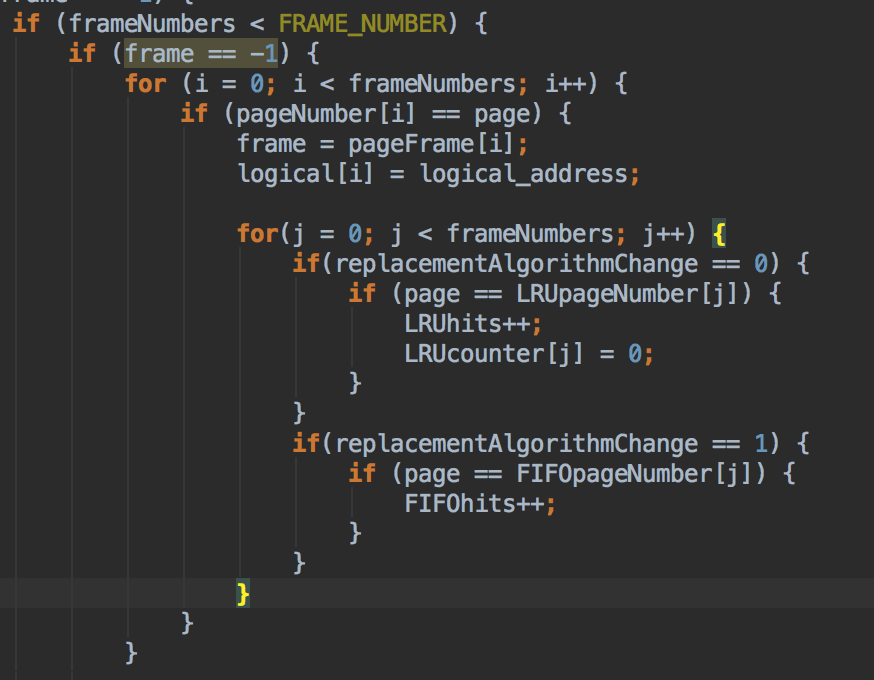 if (frameNumbers < FRAME_NUMBER) {
if (frame == -1) {
for (i = 0; i < frameNumbers; i++) {
if (pageNumber[i] == page) {
frame = pageFrame[i];
logical[i] = logical_address;
for(j = 0; j < frameNumbers; j++) {
if(replacementAlgorithmChange == 0) {
if (page == LRUpageNumber[j]) {
LRUhits++;
LRUcounter[j] = 0;
}
}
if(replacementAlgorithmChange == 1) {
if (page == FIFOpageNumber[j]) {
FIFOhits++;
}
}
}
}
}